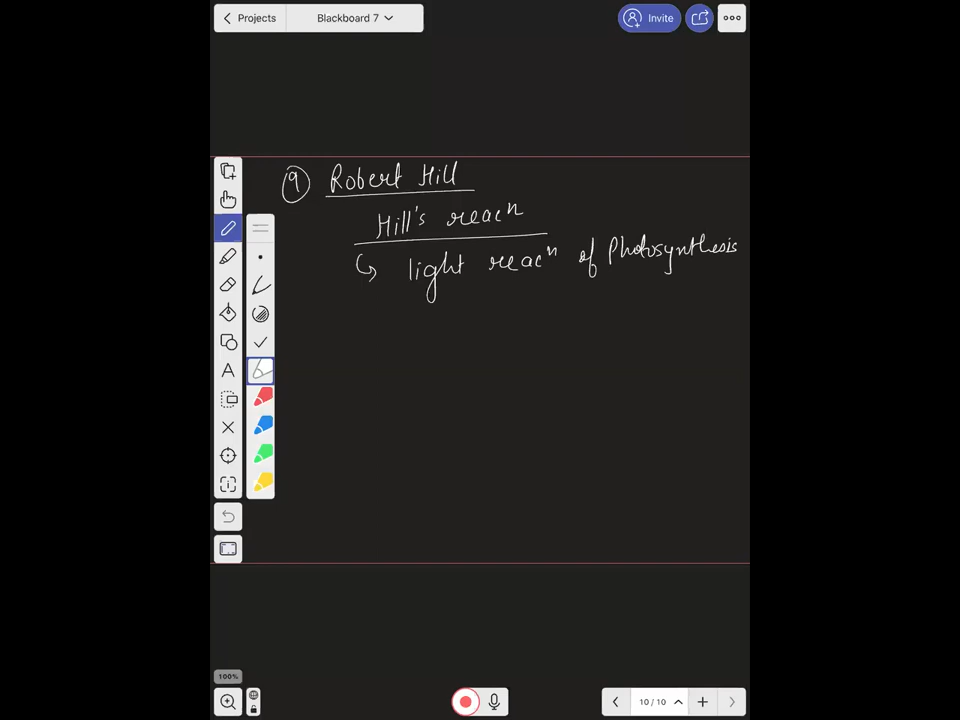 Projects
Blackboard 7
Invite
9 Robert Hill
Hill's reacⁿ
↳ light reacⁿ of Photosynthesis
A
100%
10/10